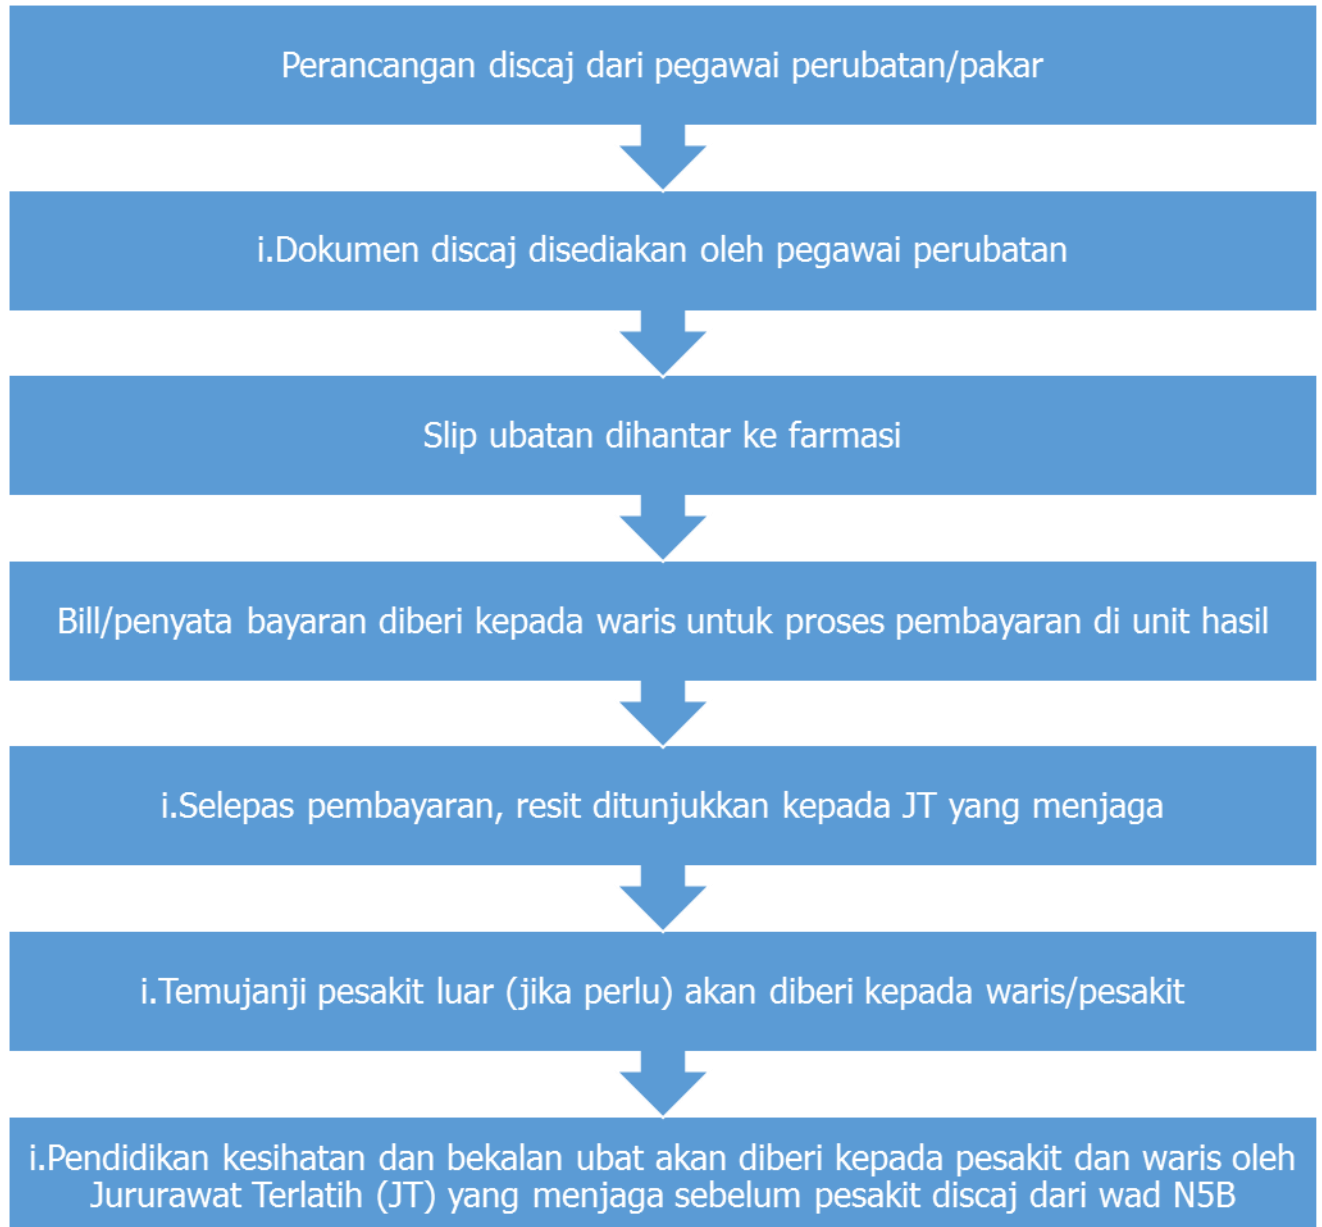 Perancangan discaj dari pegawai perubatan/pakar
i.Dokumen discaj disediakan oleh pegawai perubatan
Slip ubatan dihantar ke farmasi
Bill/penyata bayaran diberi kepada waris untuk proses pembayaran di unit hasil
i.Selepas pembayaran, resit ditunjukkan kepada JT yang menjaga
i.Temujanji pesakit luar (jika perlu) akan diberi kepada waris/pesakit
i.Pendidikan kesihatan dan bekalan ubat akan diberi kepada pesakit dan waris oleh
Jururawat Terlatih (JT) yang menjaga sebelum pesakit discaj dari wad N5B